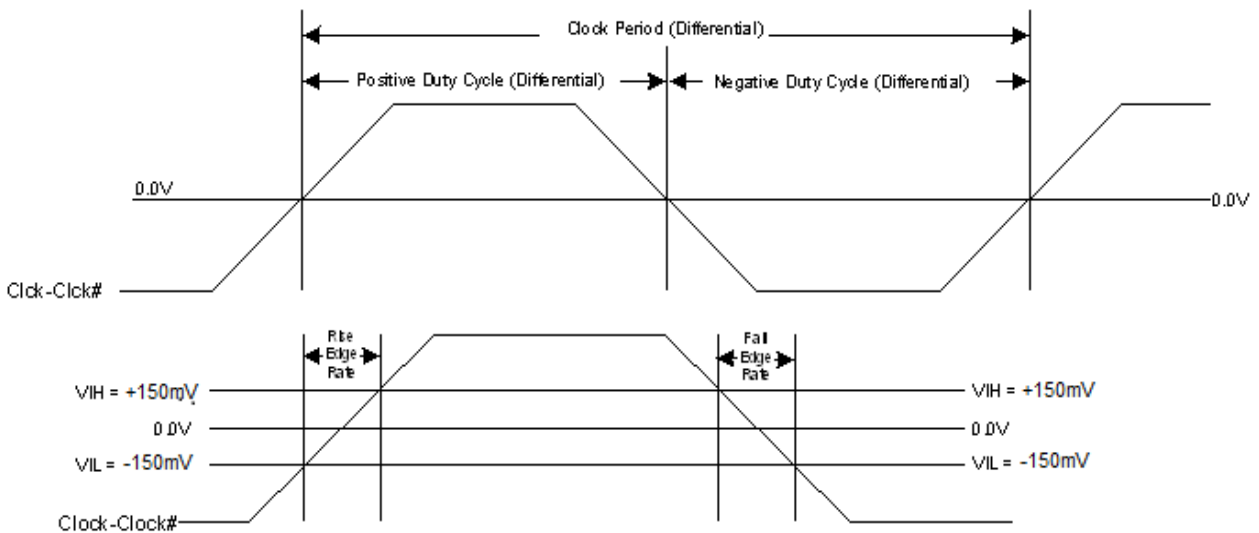 Clock Period (Differential)
Positive Duty Cycle (Differential)
Negative Duty Cycle (Differential)
0.0V
0.0V
Clck-Clck#
Rise
Edge
Rate
Fall
Edge
Rate
VIH = +150mV
VIH = +150mV
0.0V
0.0V
VIL = -150mV
VIL = -150mV
Clock-Clock#